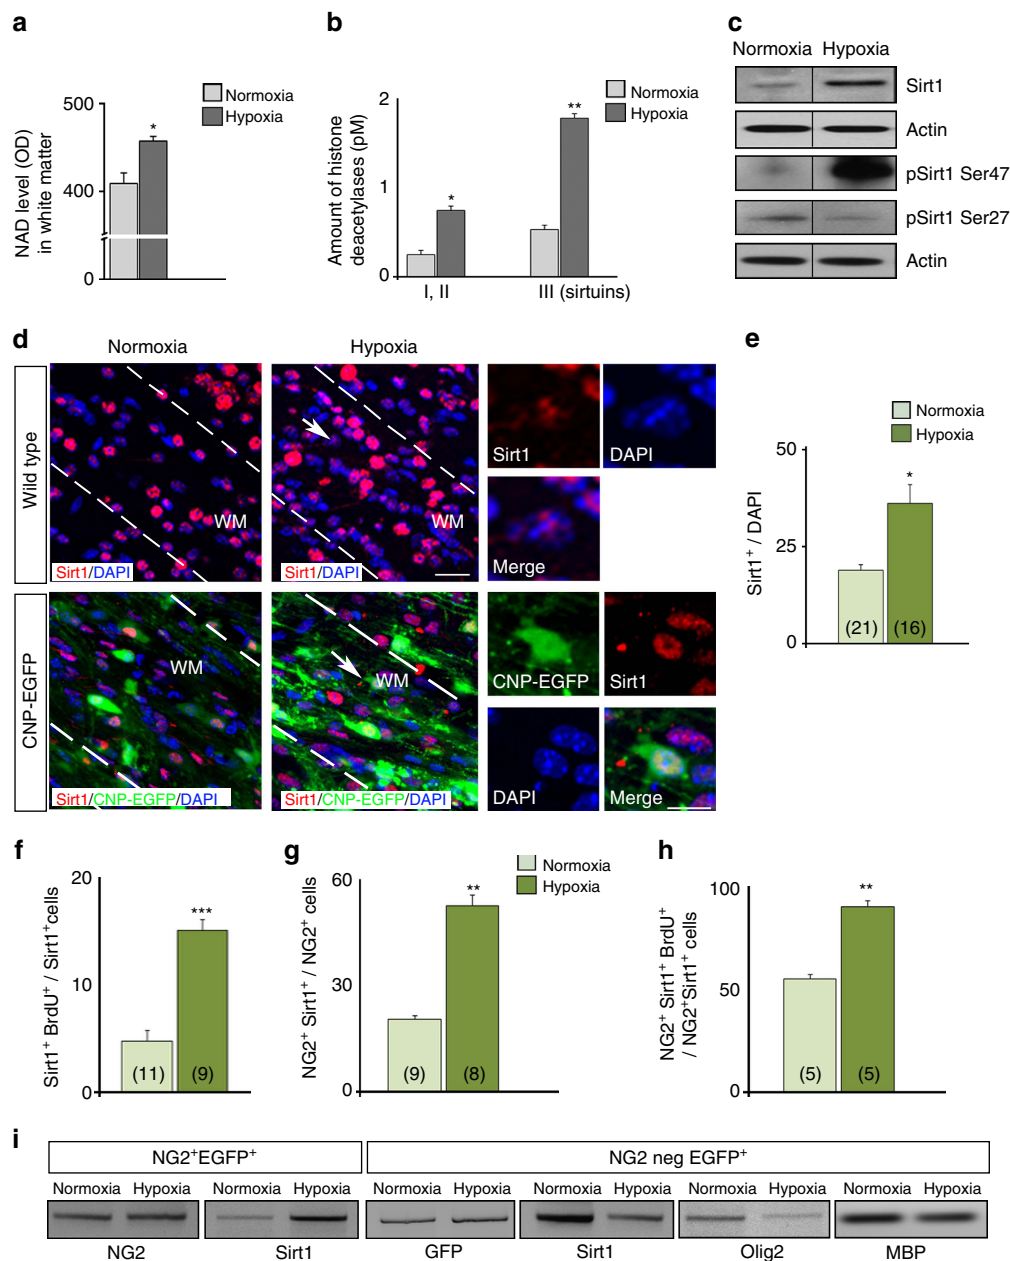 a
500
400
0
NAD level (OD)
in white matter
Normoxia
Hypoxia
*
b
2
1
0
Amount of histone
deacetylases (pM)
Normoxia
Hypoxia
*
**
I, II
III (sirtuins)
c
Normoxia Hypoxia
Sirt1
Actin
pSirt1 Ser47
pSirt1 Ser27
Actin
d
Normoxia
Hypoxia
Wild type
WM
Sirt1/DAPI
WM
Sirt1/DAPI
Sirt1
DAPI
Merge
CNP-EGFP
WM
Sirt1/CNP-EGFP/DAPI
WM
Sirt1/CNP-EGFP/DAPI
CNP-EGFP
Sirt1
DAPI
Merge
e
Normoxia
Hypoxia
50
25
0
Sirt1⁺ / DAPI
*
(21)
(16)
f
20
10
0
Sirt1⁺ BrdU⁺ / Sirt1⁺cells
***
(11)
(9)
g
Normoxia
Hypoxia
60
30
0
NG2⁺ Sirt1⁺ / NG2⁺ cells
**
(9)
(8)
h
100
50
0
NG2⁺ Sirt1⁺ BrdU⁺
/ NG2⁺Sirt1⁺ cells
**
(5)
(5)
i
NG2⁺EGFP⁺
NG2 neg EGFP⁺
Normoxia Hypoxia
Normoxia Hypoxia
Normoxia Hypoxia
Normoxia Hypoxia
Normoxia Hypoxia
Normoxia Hypoxia
NG2
Sirt1
GFP
Sirt1
Olig2
MBP